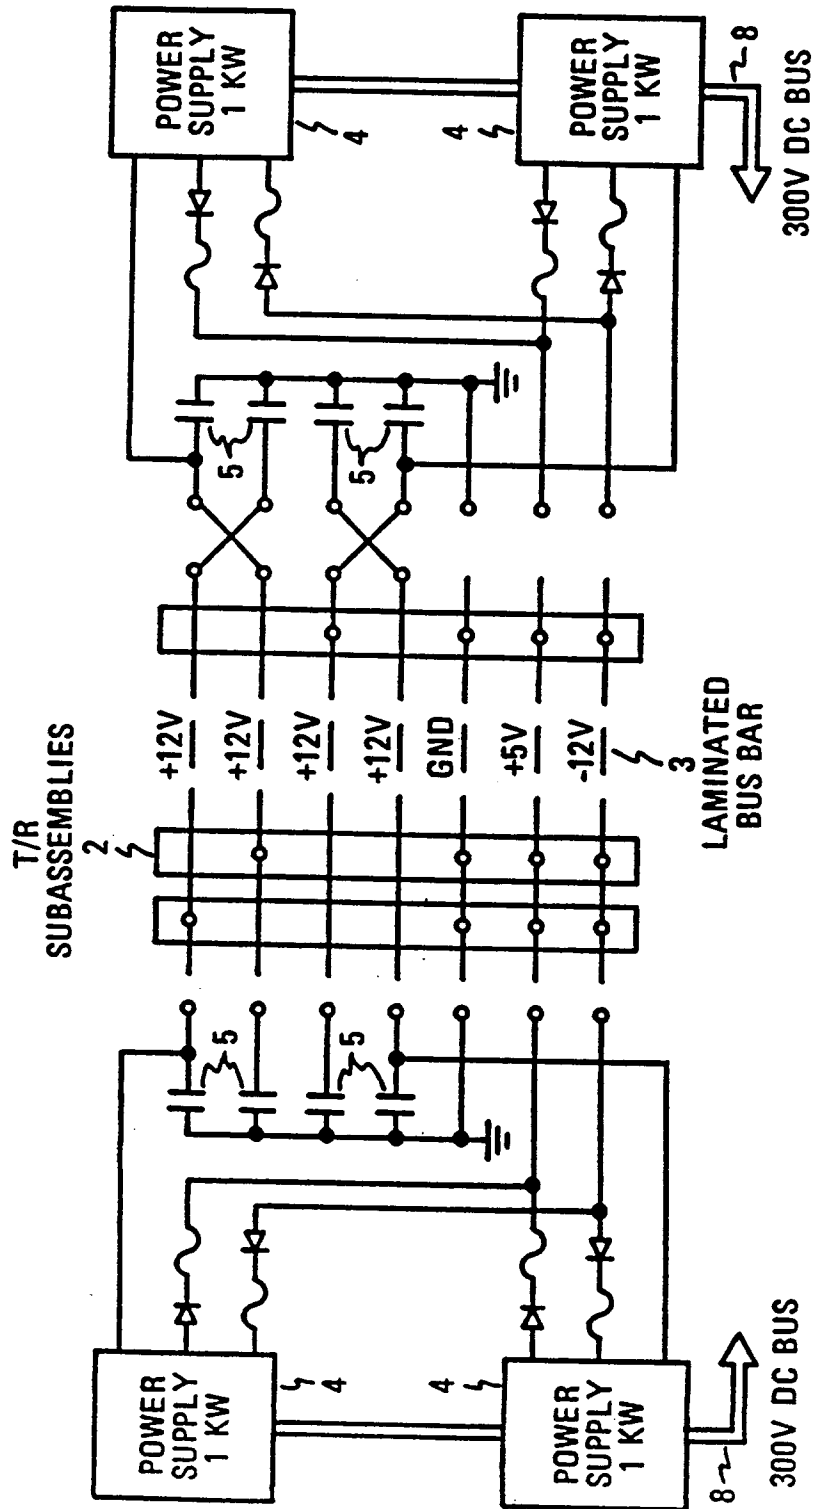 T/R
SUBASSEMBLIES
2
POWER
SUPPLY
1 KW
POWER
SUPPLY
1 KW
+12V
5
5
+12V
4
4
+12V
5
5
+12V
4
4
GND
+5V
-12V
POWER
SUPPLY
1 KW
POWER
SUPPLY
1 KW
3
LAMINATED
BUS BAR
8
8
300V DC BUS
300V DC BUS